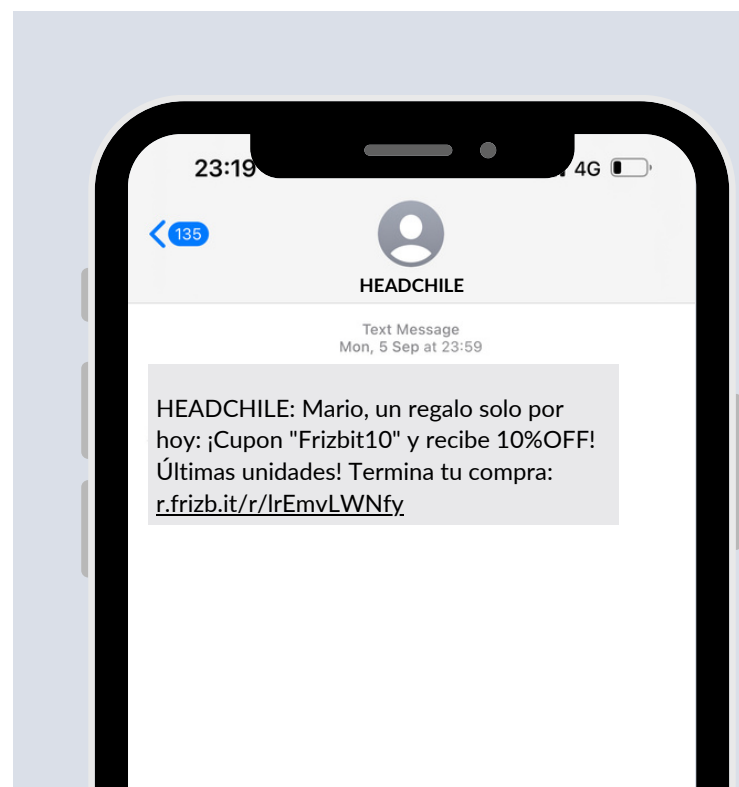 23:19
4G
135
HEADCHILE
Text Message
Mon, 5 Sep at 23:59
HEADCHILE: Mario, un regalo solo por
hoy: ¡Cupon "Frizbit10" y recibe 10%OFF!
Últimas unidades! Termina tu compra:
r.frizb.it/r/lrEmvLWNfy